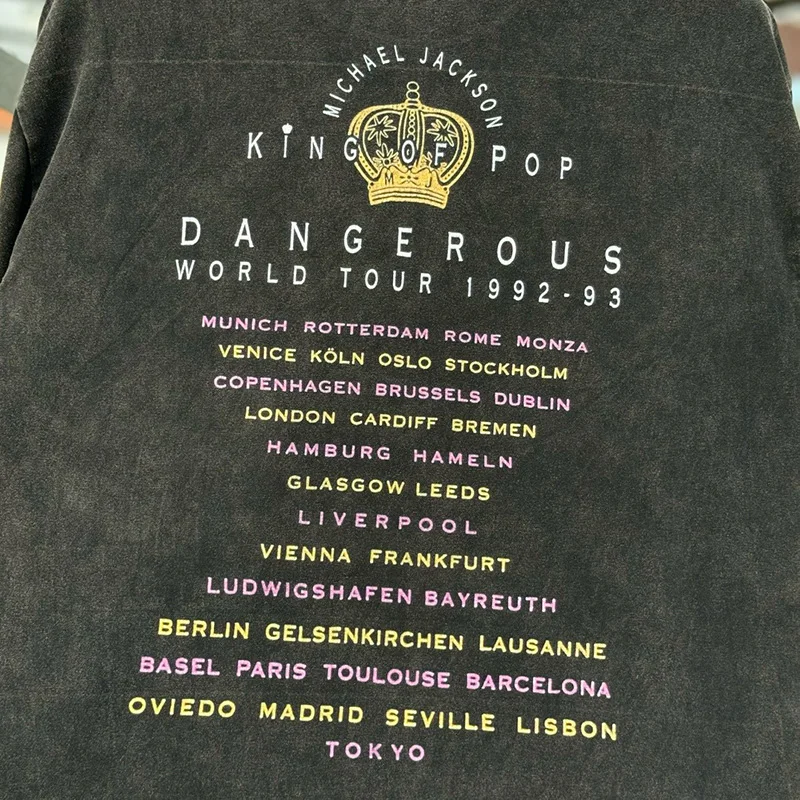 MICHAEL JACKSON
KING OF POP
M J
DANGEROUS
WORLD TOUR 1992-93
MUNICH ROTTERDAM ROME MONZA
VENICE KÖLN OSLO STOCKHOLM
COPENHAGEN BRUSSELS DUBLIN
LONDON CARDIFF BREMEN
HAMBURG HAMELN
GLASGOW LEEDS
LIVERPOOL
VIENNA FRANKFURT
LUDWIGSHAFEN BAYREUTH
BERLIN GELSENKIRCHEN LAUSANNE
BASEL PARIS TOULOUSE BARCELONA
OVIEDO MADRID SEVILLE LISBON
TOKYO